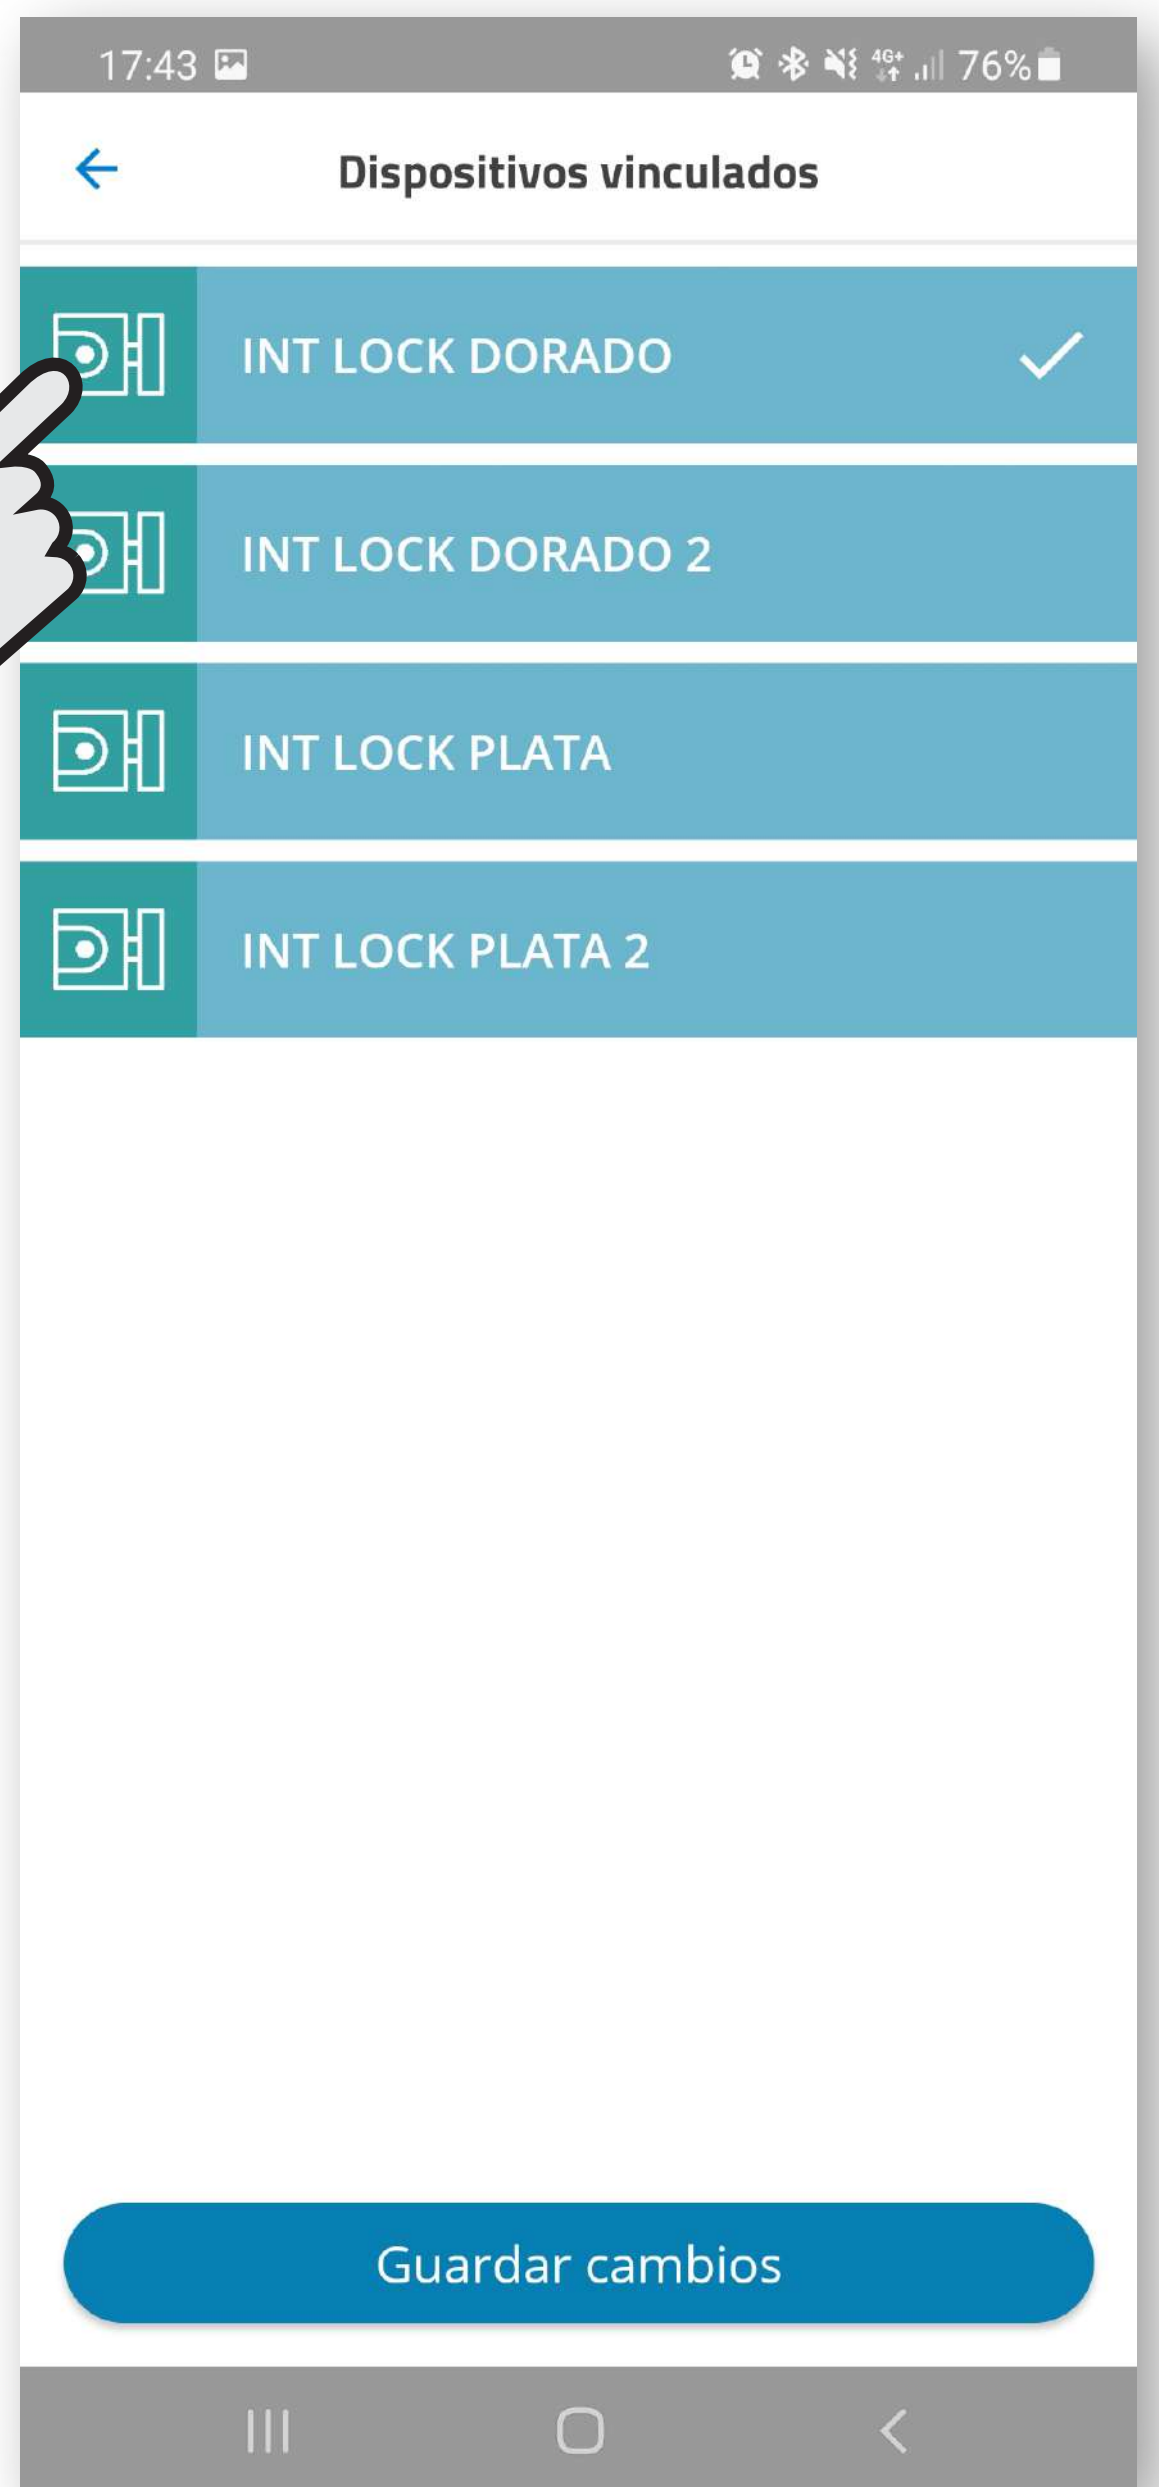 17:43 4G+ 76%
Dispositivos vinculados
INT LOCK DORADO
INT LOCK DORADO 2
INT LOCK PLATA
INT LOCK PLATA 2
Guardar cambios